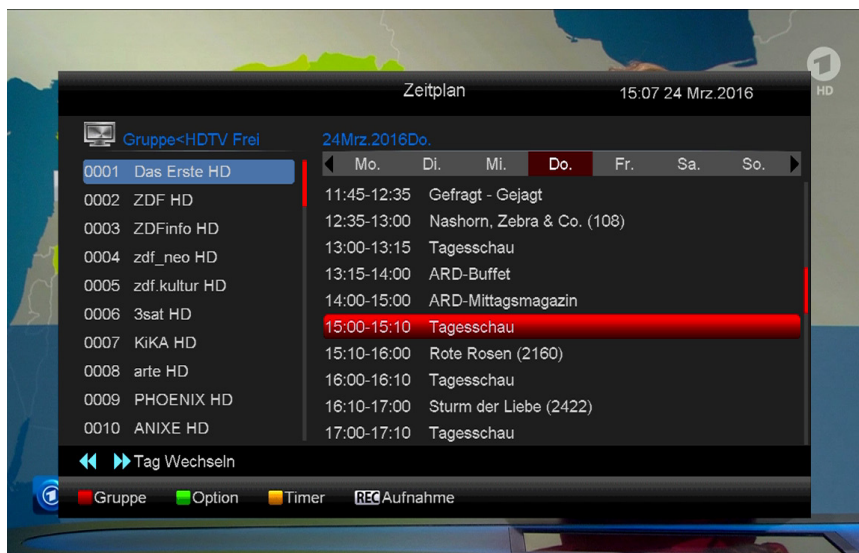 Zeitplan 15:07 24 Mrz.2016
HD
Gruppe<HDTV Frei
0001 Das Erste HD
0002 ZDF HD
0003 ZDFinfo HD
0004 zdf_neo HD
0005 zdf.kultur HD
0006 3sat HD
0007 KiKA HD
0008 arte HD
0009 PHOENIX HD
0010 ANIXE HD
24Mrz.2016Do.
Mo. Di. Mi. Do. Fr. Sa. So.
11:45-12:35 Gefragt - Gejagt
12:35-13:00 Nashorn, Zebra & Co. (108)
13:00-13:15 Tagesschau
13:15-14:00 ARD-Buffet
14:00-15:00 ARD-Mittagsmagazin
15:00-15:10 Tagesschau
15:10-16:00 Rote Rosen (2160)
16:00-16:10 Tagesschau
16:10-17:00 Sturm der Liebe (2422)
17:00-17:10 Tagesschau
Tag Wechseln
Gruppe Option Timer REC Aufnahme